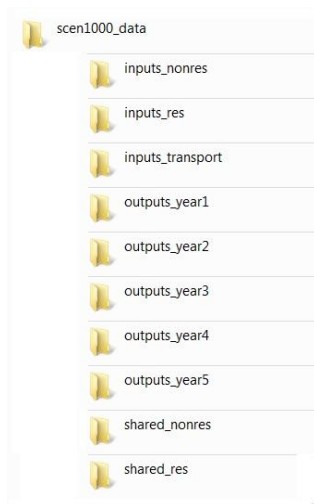 scen1000_data
inputs_nonres
inputs_res
inputs_transport
outputs_year1
outputs_year2
outputs_year3
outputs_year4
outputs_year5
shared_nonres
shared_res